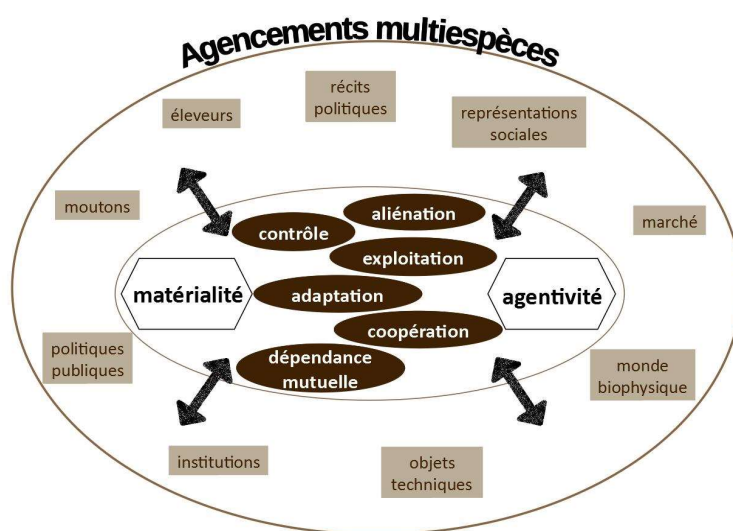 Agencements multiespèces
récits
politiques
éleveurs
représentations
sociales
moutons
aliénation
marché
contrôle
exploitation
matérialité
adaptation
agentivité
coopération
politiques
publiques
dépendance
mutuelle
monde
biophysique
institutions
objets
techniques